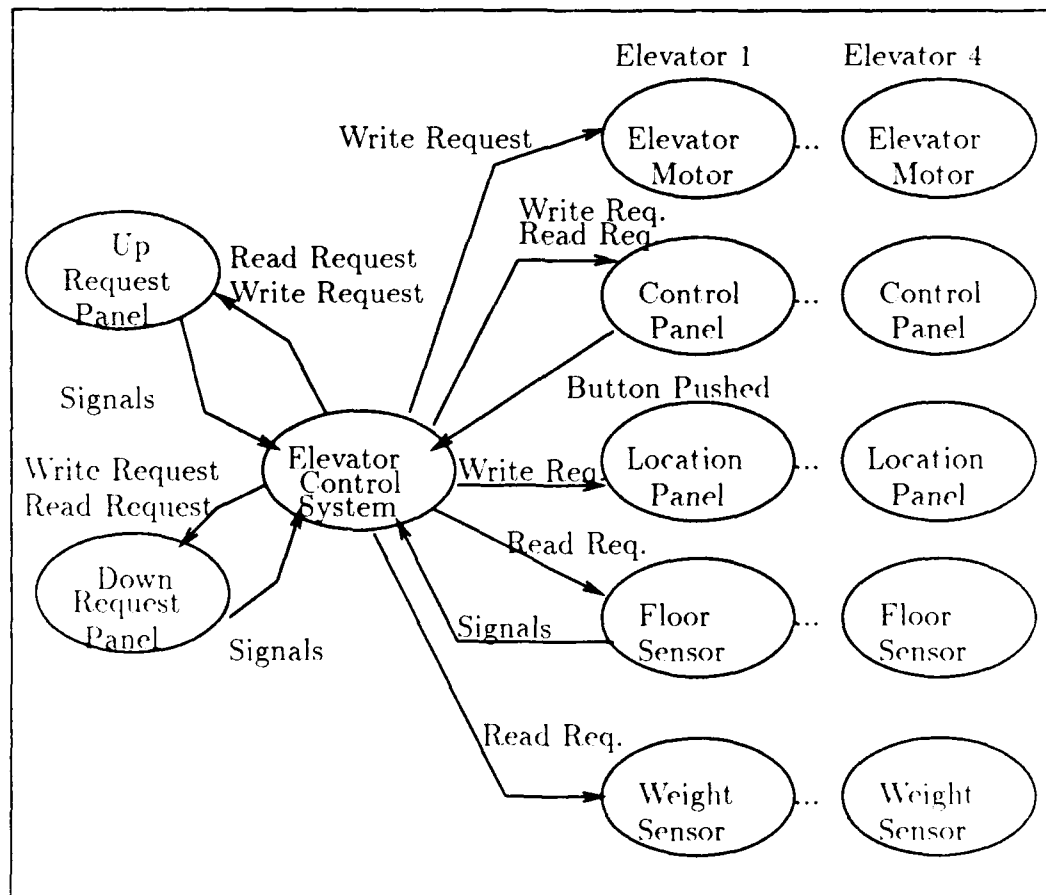 Elevator 1
Elevator 4
Write Request
Elevator
Motor
...
Elevator
Motor
Write Req.
Read Req.
Up
Request
Panel
Read Request
Write Request
Control
Panel
...
Control
Panel
Signals
Button Pushed
Elevator
Control
System
Write Req.
Location
Panel
...
Location
Panel
Write Request
Read Request
Read Req.
Down
Request
Panel
Signals
Signals
Floor
Sensor
...
Floor
Sensor
Read Req.
Weight
Sensor
...
Weight
Sensor